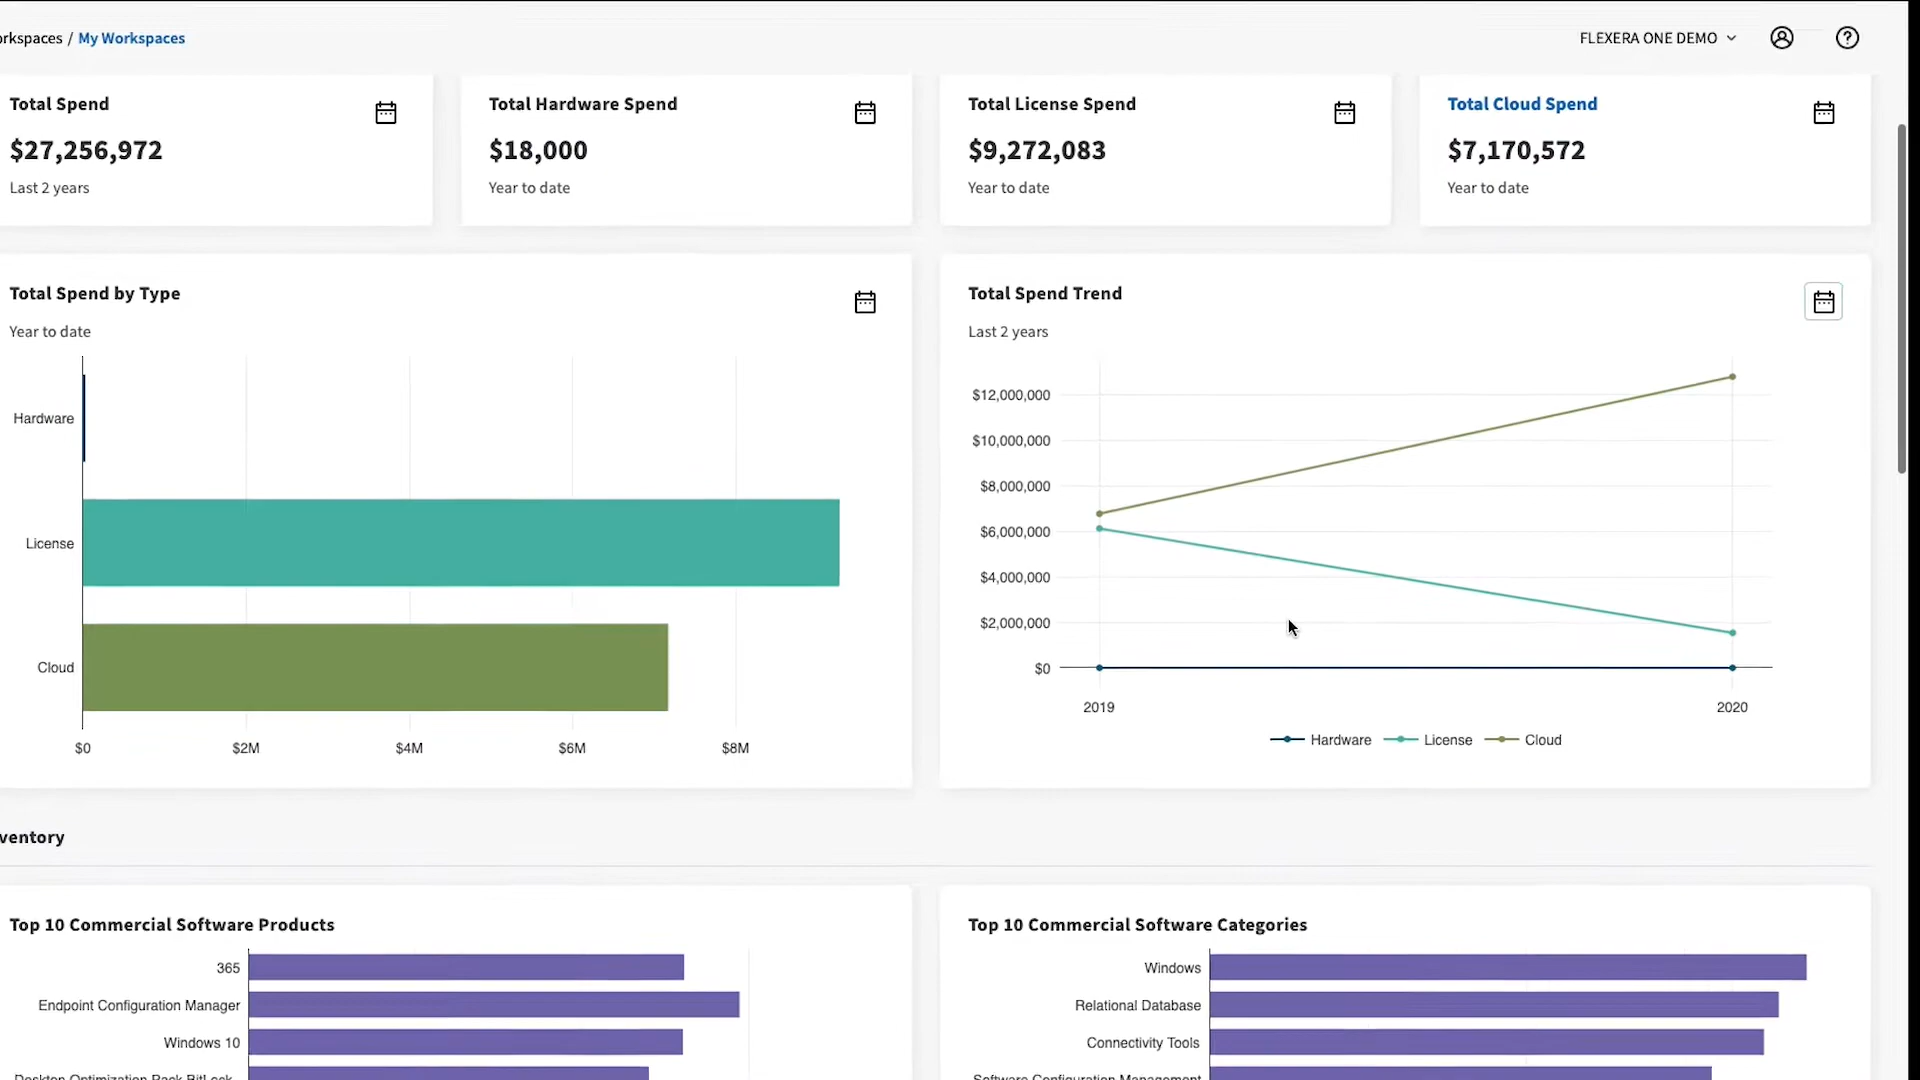 orkspaces / My Workspaces
FLEXERA ONE DEMO
Total Spend
$27,256,972
Last 2 years
Total Hardware Spend
$18,000
Year to date
Total License Spend
$9,272,083
Year to date
Total Cloud Spend
$7,170,572
Year to date
Total Spend by Type
Year to date
Hardware
License
Cloud
$0 $2M $4M $6M $8M
Total Spend Trend
Last 2 years
$12,000,000
$10,000,000
$8,000,000
$6,000,000
$4,000,000
$2,000,000
$0
2019 2020
Hardware License Cloud
ventory
Top 10 Commercial Software Products
365
Endpoint Configuration Manager
Windows 10
Desktop Optimization Pack BitLock
Top 10 Commercial Software Categories
Windows
Relational Database
Connectivity Tools
Software Configuration Management